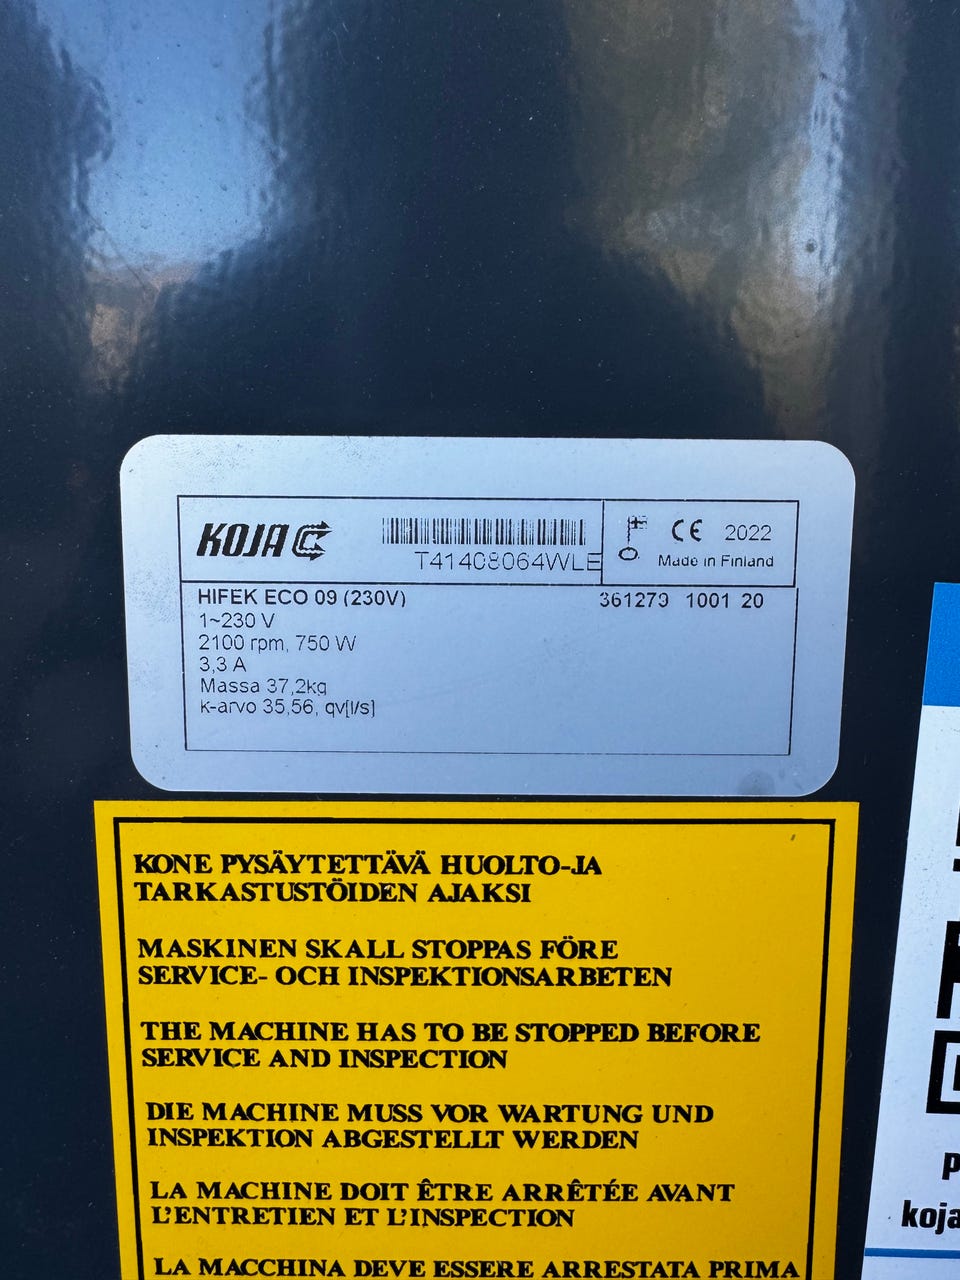 KOJA
T41408064WLE
CE 2022
Made in Finland
HIFEK ECO 09 (230V) 361279 1001 20
1~230 V
2100 rpm, 750 W
3,3 A
Massa 37,2kg
k-arvo 35,56, qv[l/s]
KONE PYSÄYTETTÄVÄ HUOLTO-JA
TARKASTUSTÖIDEN AJAKSI
MASKINEN SKALL STOPPAS FÖRE
SERVICE- OCH INSPEKTIONSARBETEN
THE MACHINE HAS TO BE STOPPED BEFORE
SERVICE AND INSPECTION
DIE MACHINE MUSS VOR WARTUNG UND
INSPEKTION ABGESTELLT WERDEN
LA MACHINE DOIT ÊTRE ARRÊTÉE AVANT
L'ENTRETIEN ET L'INSPECTION
LA MACCHINA DEVE ESSERE ARRESTATA PRIMA
koja